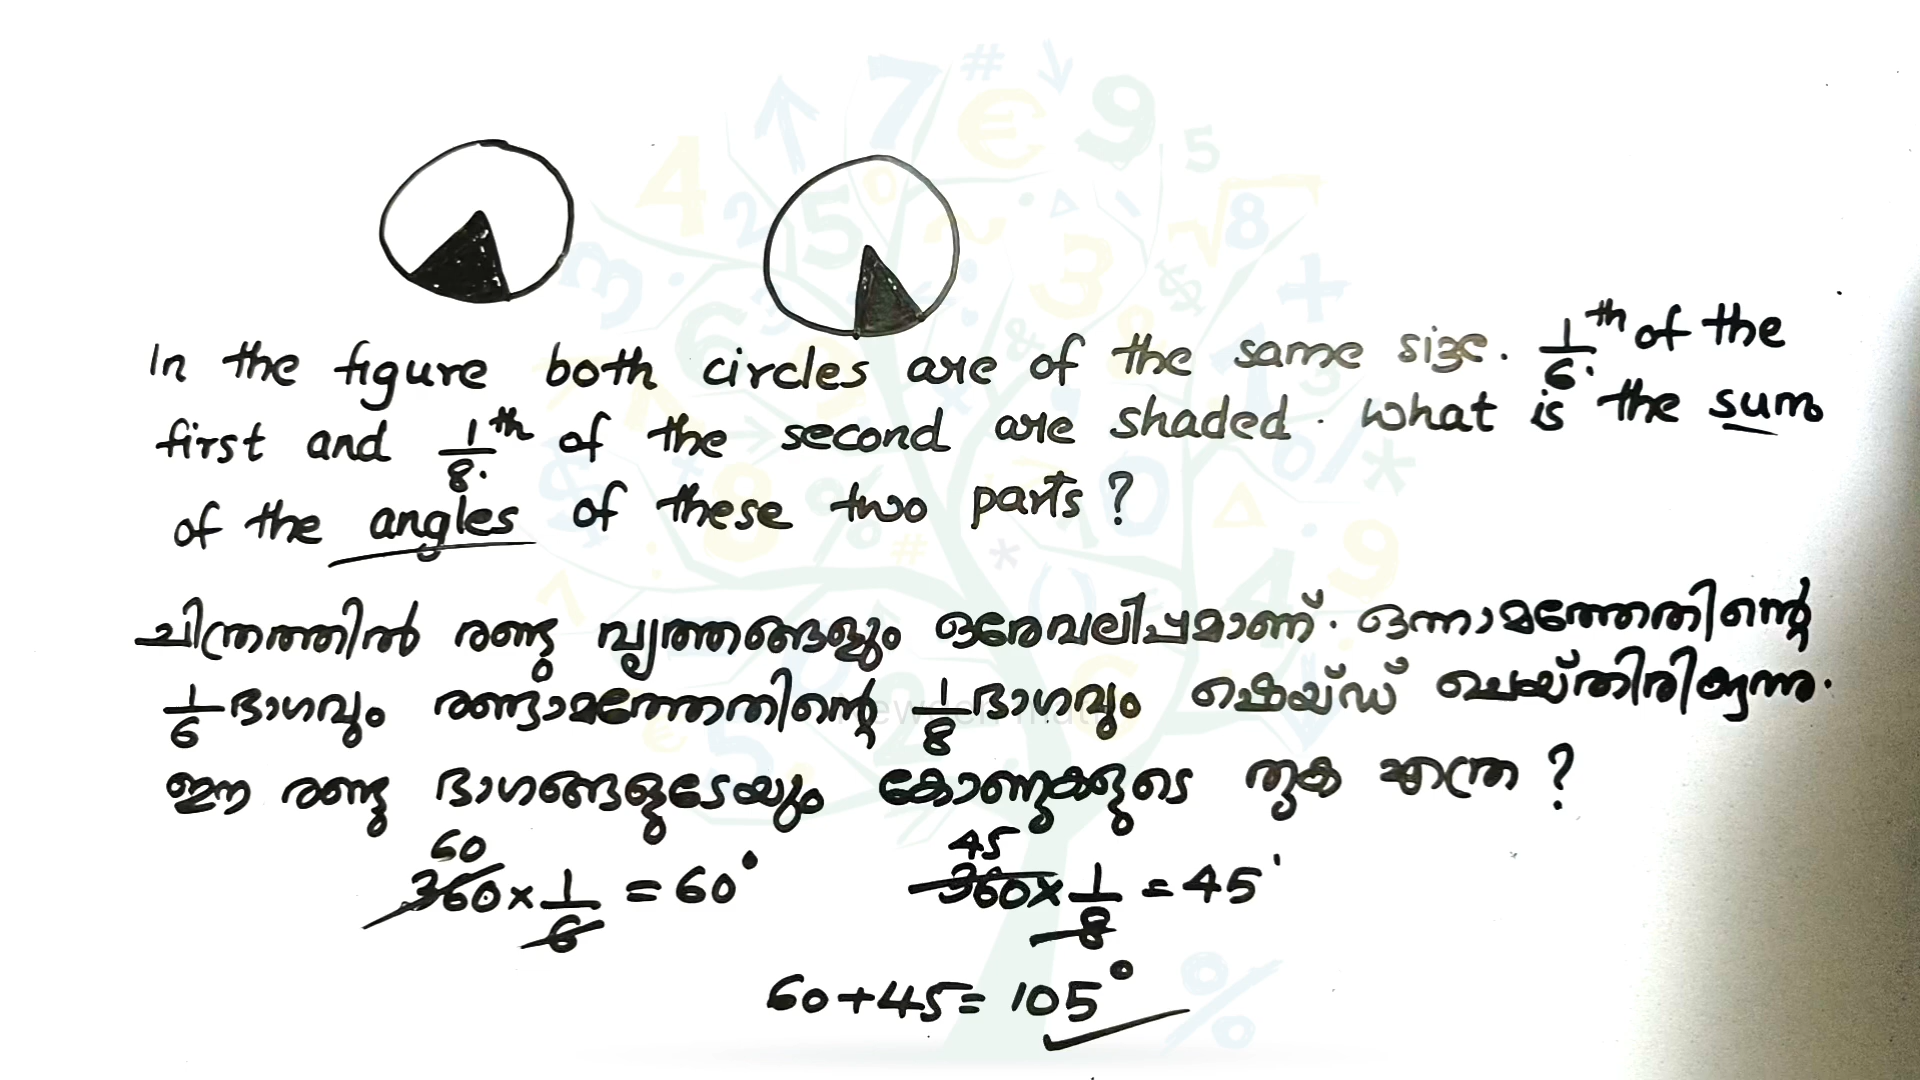 In the figure both circles are of the same size. 1/6th of the
first and 1/8th of the second are shaded. What is the sum
of the angles of these two parts?
ചിത്രത്തിൽ രണ്ടു വൃത്തങ്ങളും ഒരേവലിപ്പമാണ്. ഒന്നാമത്തേതിന്റെ
1/6 ഭാഗവും രണ്ടാമത്തേതിന്റെ 1/8 ഭാഗവും ഷെയ്ഡ് ചെയ്തിരിക്കുന്നു.
ഈ രണ്ടു ഭാഗങ്ങളുടേയും കോണുകളുടെ തുക എത്ര?
60 45
360 × 1/6 = 60° 360 × 1/8 = 45°
60 + 45 = 105°